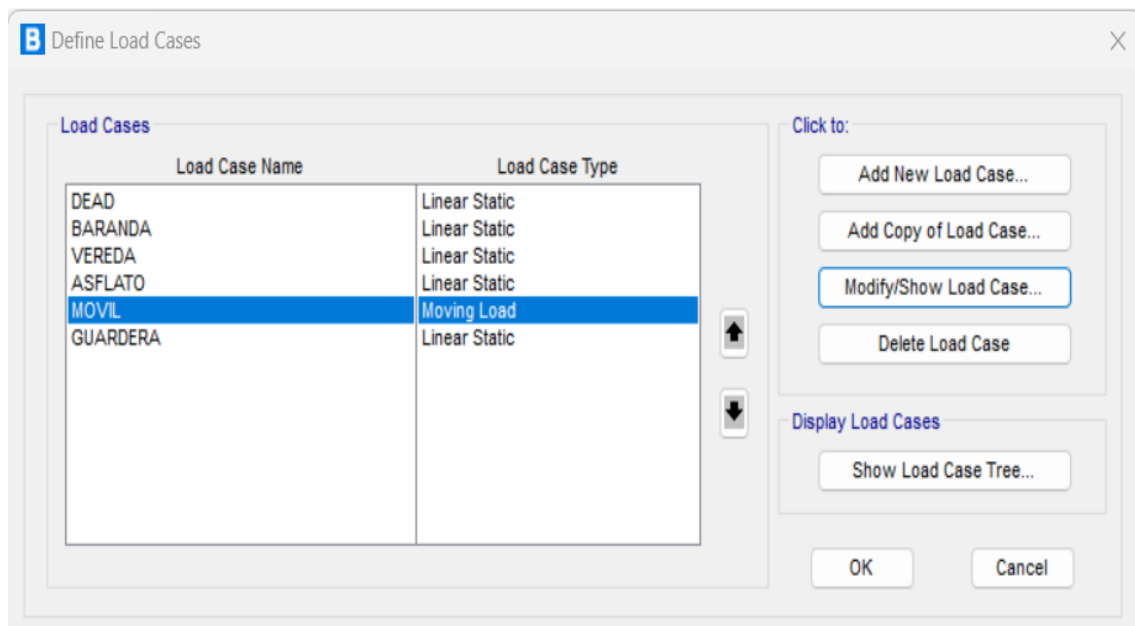 B Define Load Cases
Load Cases
Load Case Name Load Case Type
DEAD Linear Static
BARANDA Linear Static
VEREDA Linear Static
ASFLATO Linear Static
MOVIL Moving Load
GUARDERA Linear Static
Click to:
Add New Load Case...
Add Copy of Load Case...
Modify/Show Load Case...
Delete Load Case
Display Load Cases
Show Load Case Tree...
OK Cancel